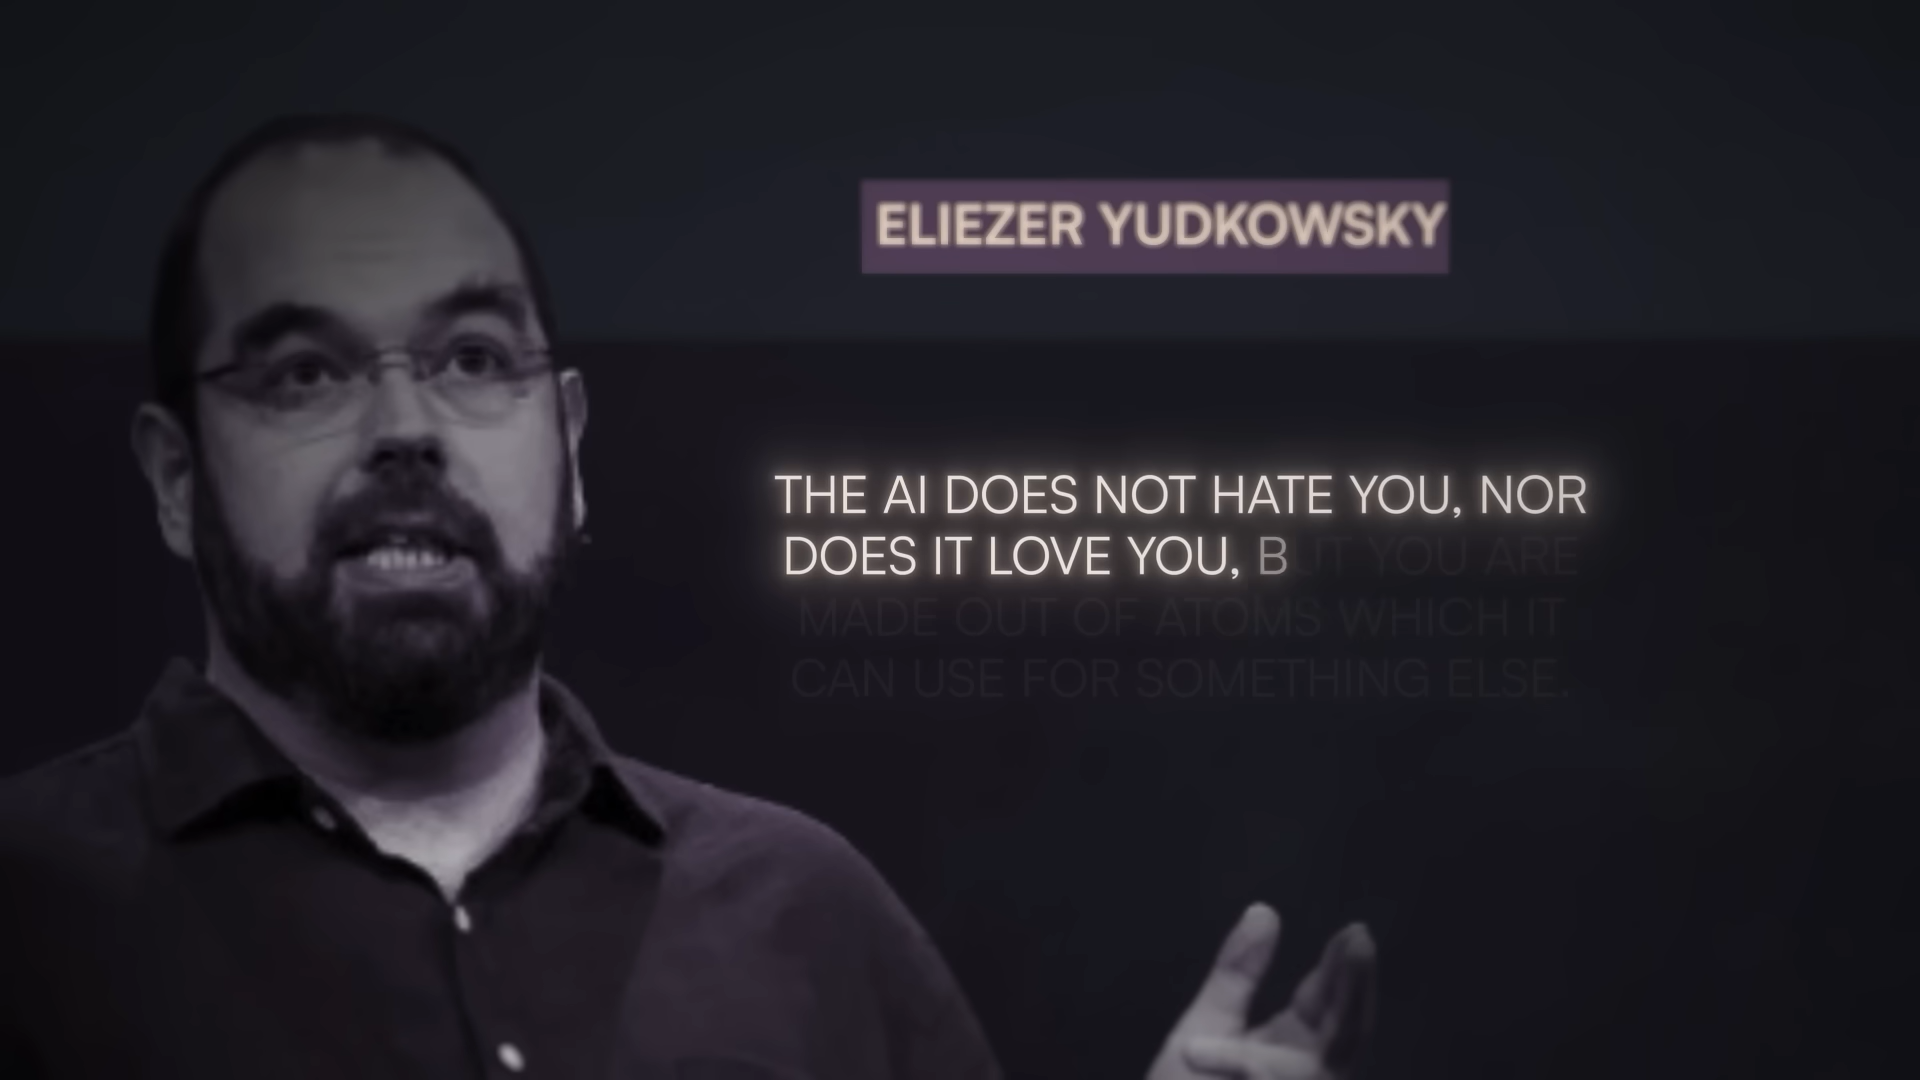 ELIEZER YUDKOWSKY
THE AI DOES NOT HATE YOU, NOR
DOES IT LOVE YOU, BUT YOU ARE
MADE OUT OF ATOMS WHICH IT
CAN USE FOR SOMETHING ELSE.